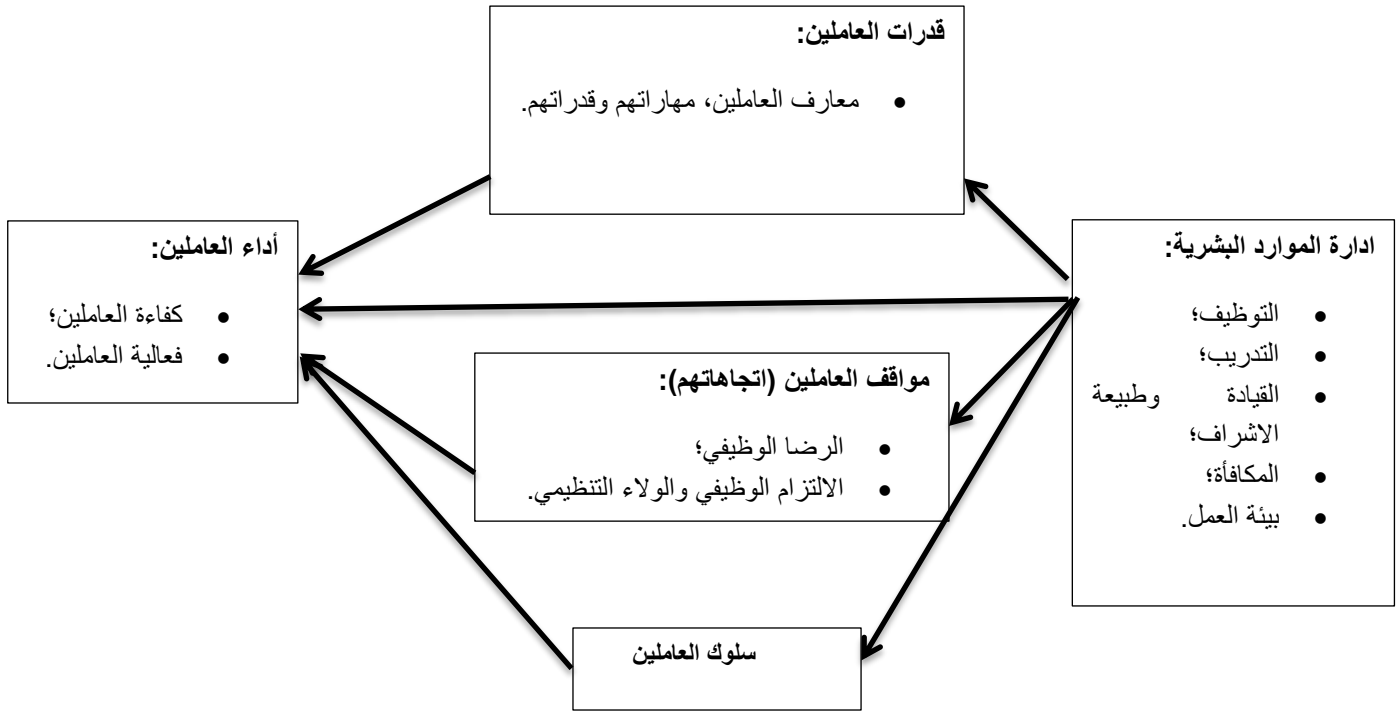 قدرات العاملين:
• معارف العاملين، مهاراتهم وقدراتهم.
ادارة الموارد البشرية:
• التوظيف؛
• التدريب؛
• القيادة وطبيعة
الاشراف؛
• المكافأة؛
• بيئة العمل.
أداء العاملين:
• كفاءة العاملين؛
• فعالية العاملين.
مواقف العاملين (اتجاهاتهم):
• الرضا الوظيفي؛
• الالتزام الوظيفي والولاء التنظيمي.
سلوك العاملين